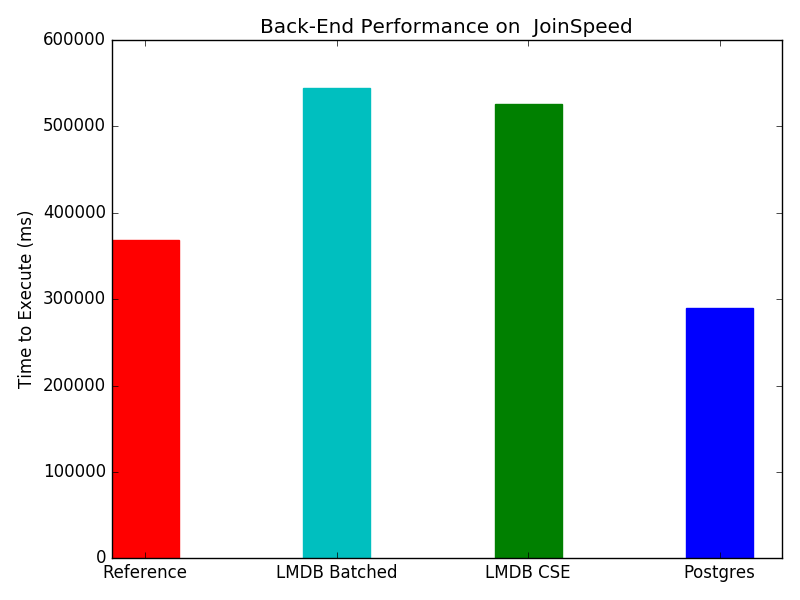 Back-End Performance on  JoinSpeed
Time to Execute (ms)
600000
500000
400000
300000
200000
100000
0
Reference LMDB Batched LMDB CSE Postgres